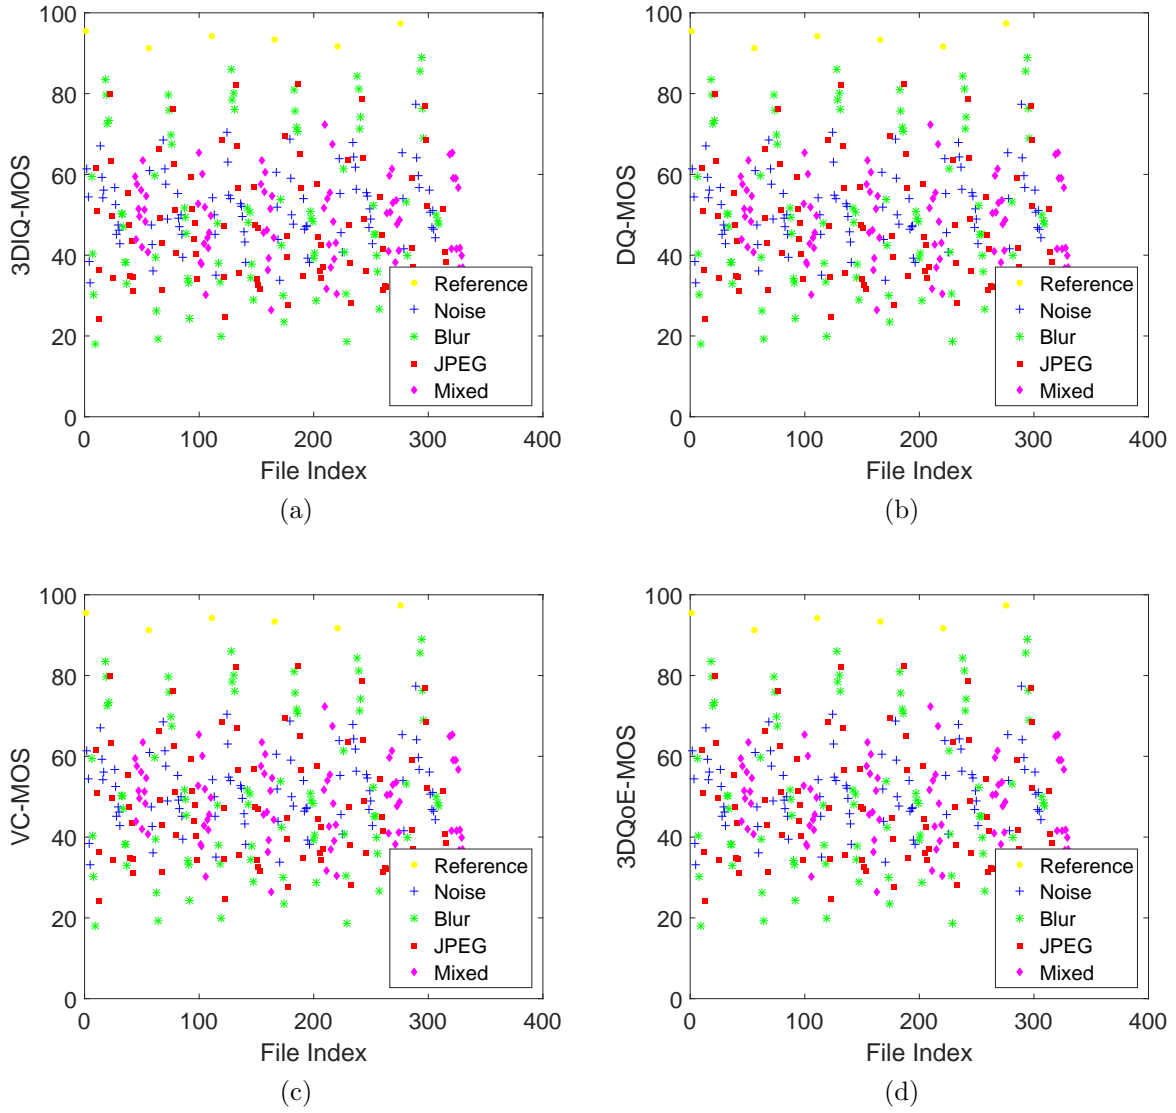 100
80
60
40
20
0
3DIQ-MOS
Reference
Noise
Blur
JPEG
Mixed
0 100 200 300 400
File Index
(a)
100
80
60
40
20
0
DQ-MOS
Reference
Noise
Blur
JPEG
Mixed
0 100 200 300 400
File Index
(b)
100
80
60
40
20
0
VC-MOS
Reference
Noise
Blur
JPEG
Mixed
0 100 200 300 400
File Index
(c)
100
80
60
40
20
0
3DQoE-MOS
Reference
Noise
Blur
JPEG
Mixed
0 100 200 300 400
File Index
(d)